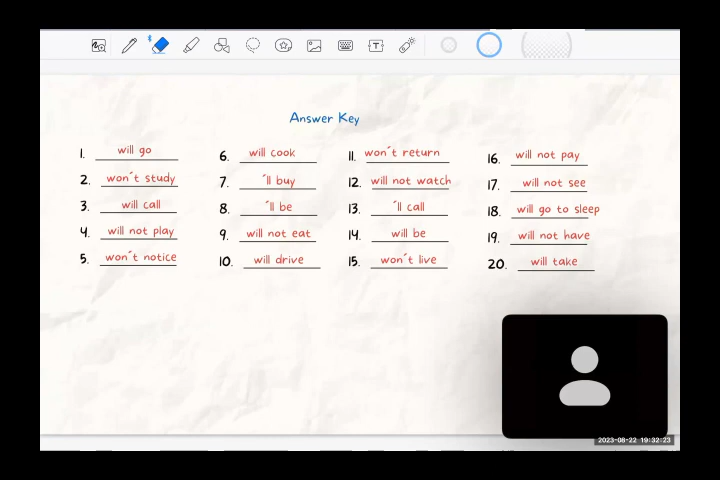 Answer Key
1. will go
2. won´t study
3. will call
4. will not play
5. won´t notice
6. will cook
7. ´ll buy
8. ´ll be
9. will not eat
10. will drive
11. won´t return
12. will not watch
13. ´ll call
14. will be
15. won´t live
16. will not pay
17. will not see
18. will go to sleep
19. will not have
20. will take
2023-08-22 19:32:23